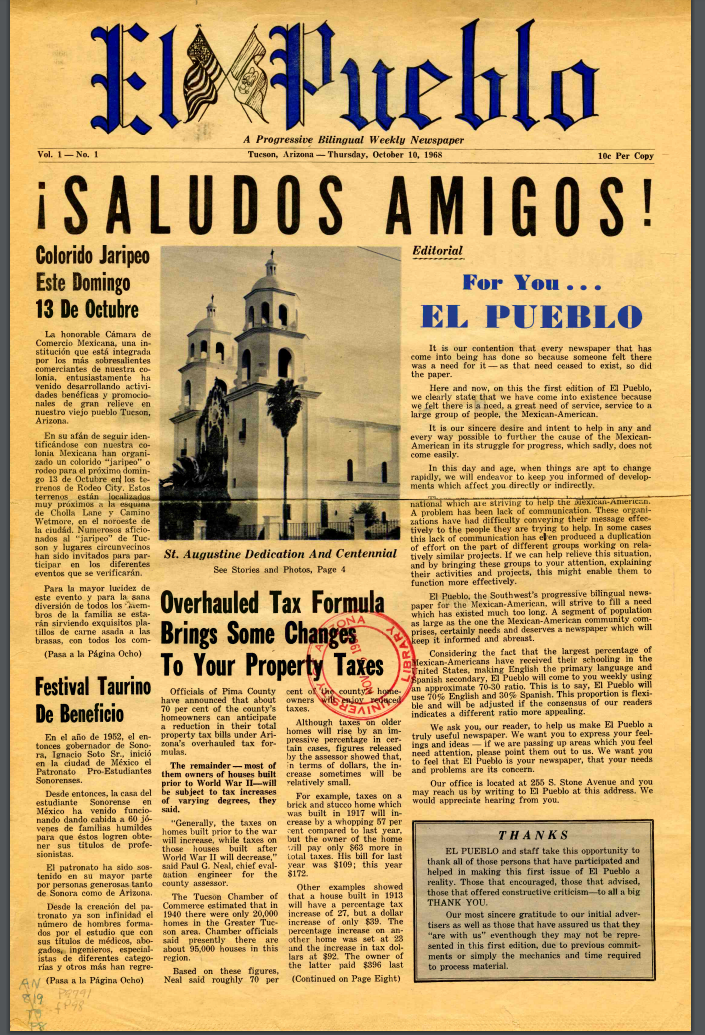 El Pueblo
A Progressive Bilingual Weekly Newspaper
Vol. 1 — No. 1
Tucson, Arizona — Thursday, October 10, 1968
10c Per Copy
¡SALUDOS AMIGOS!
Colorido Jaripeo
Este Domingo
13 De Octubre
La honorable Cámara de
Comercio Mexicana, una in-
stitución que está integrada
por los más sobresalientes
comerciantes de nuestra co-
lonia, entusiastamente ha
venido desarrollando activi-
dades benéficas y promocio-
nales de gran relieve en
nuestro viejo pueblo Tucson,
Arizona.
En su afán de seguir iden-
tificándose con nuestra co-
lonia Mexicana han organi-
zado un colorido "jaripeo" o
rodeo para el próximo domin-
go 13 de Octubre en los te-
rrenos de Rodeo City. Estos
terrenos están localizados
muy próximos a la esquina
de Cholla Lane y Camino
Wetmore, en el noroeste de
la ciudád. Numerosos aficio-
nados al "jaripeo" de Tuc-
son y lugares circunvecinos
han sido invitados para par-
ticipar en los diferentes
eventos que se verificarán.
Para la mayor lucidez de
este evento y para la sana
diversión de todos los miem-
bros de la familia se esta-
rán sirviendo exquisitos pla-
tillos de carne asada a las
brasas, con todos los com-
(Pasa a la Página Ocho)
Festival Taurino
De Beneficio
En el año de 1952, el en-
tonces gobernador de Sono-
ra, Ignacio Soto Sr., inició
en la ciudad de México el
Patronato Pro-Estudiantes
Sonorenses.
Desde entonces, la casa del
estudiante Sonorense en
México ha venido funcio-
nando dando cabida a 60 jó-
venes de familias humildes
para que éstos logren obte-
ner sus títulos de profe-
sionistas.
El patronato ha sido sos-
tenido en su mayor parte
por personas generosas tanto
de Sonora como de Arizona.
Desde la creación del pa-
tronato ya son infinidad el
número de hombres forma-
dos por el estudio que con
sus títulos de médicos, abo-
gados, ingenieros, especial-
istas de diferentes catego-
rías y otros más han regre-
(Pasa a la Página Ocho)
St. Augustine Dedication And Centennial
See Stories and Photos, Page 4
Overhauled Tax Formula
Brings Some Changes
To Your Property Taxes
Officials of Pima County
have announced that about
70 per cent of the county's
homeowners can anticipate
a reduction in their total
property tax bills under Ari-
zona's overhauled tax for-
mulas.
The remainder — most of
them owners of houses built
prior to World War II—will
be subject to tax increases
of varying degrees, they
said.
"Generally, the taxes on
homes built prior to the war
will increase, while taxes on
those houses built after
World War II will decrease,"
said Paul G. Neal, chief eval-
uation engineer for the
county assessor.
The Tucson Chamber of
Commerce estimated that in
1940 there were only 20,000
homes in the Greater Tuc-
son area. Chamber officials
said presently there are
about 95,000 houses in this
region.
Based on these figures,
Neal said roughly 70 per
cent of the county's home-
owners will enjoy reduced
taxes.
Although taxes on older
homes will rise by an im-
pressive percentage in cer-
tain cases, figures released
by the assessor showed that,
in terms of dollars, the in-
crease sometimes will be
relatively small.
For example, taxes on a
brick and stucco home which
was built in 1917 will in-
crease by a whopping 57 per
cent compared to last year,
but the owner of the home
will pay only $63 more in
total taxes. His bill for last
year was $109; this year
$172.
Other examples showed
that a house built in 1913
will have a percentage tax
increase of 27, but a dollar
increase of only $39. The
percentage increase on an-
other home was set at 23
and the increase in tax dol-
lars at $92. The owner of
the latter paid $396 last
(Continued on Page Eight)
UNIVERSITY ARIZONA LIBRARY
NOV
Editorial
For You . . .
EL PUEBLO
It is our contention that every newspaper that has
come into being has done so because someone felt there
was a need for it — as that need ceased to exist, so did
the paper.
Here and now, on this the first edition of El Pueblo,
we clearly state that we have come into existence because
we felt there is a need, a great need of service, service to a
large group of people, the Mexican-American.
It is our sincere desire and intent to help in any and
every way possible to further the cause of the Mexican-
American in its struggle for progress, which sadly, does not
come easily.
In this day and age, when things are apt to change
rapidly, we will endeavor to keep you informed of develop-
ments which affect you directly or indirectly.
national which are striving to help the Mexican-American.
A problem has been lack of communication. These organi-
zations have had difficulty conveying their message effec-
tively to the people they are trying to help. In some cases
this lack of communication has even produced a duplication
of effort on the part of different groups working on rela-
tively similar projects. If we can help relieve this situation,
and by bringing these groups to your attention, explaining
their activities and projects, this might enable them to
function more effectively.
El Pueblo, the Southwest's progressive bilingual news-
paper for the Mexican-American, will strive to fill a need
which has existed much too long. A segment of population
as large as the one the Mexican American community com-
prises, certainly needs and deserves a newspaper which will
keep it informed and abreast.
Considering the fact that the largest percentage of
Mexican-Americans have received their schooling in the
United States, making English the primary language and
Spanish secondary, El Pueblo will come to you weekly using
an approximate 70-30 ratio. This is to say, El Pueblo will
use 70% English and 30% Spanish. This proportion is flexi-
ble and will be adjusted if the consensus of our readers
indicates a different ratio more appealing.
We ask you, our reader, to help us make El Pueblo a
truly useful newspaper. We want you to express your feel-
ings and ideas — if we are passing up areas which you feel
need attention, please point them out to us. We want you
to feel that El Pueblo is your newspaper, that your needs
and problems are its concern.
Our office is located at 255 S. Stone Avenue and you
may reach us by writing to El Pueblo at this address. We
would appreciate hearing from you.
THANKS
EL PUEBLO and staff take this opportunity to
thank all of those persons that have participated and
helped in making this first issue of El Pueblo a
reality. Those that encouraged, those that advised,
those that offered constructive criticism—to all a big
THANK YOU.
Our most sincere gratitude to our initial adver-
tisers as well as those that have assured us that they
"are with us" eventhough they may not be repre-
sented in this first edition, due to previous commit-
ments or simply the mechanics and time required
to process material.
AN